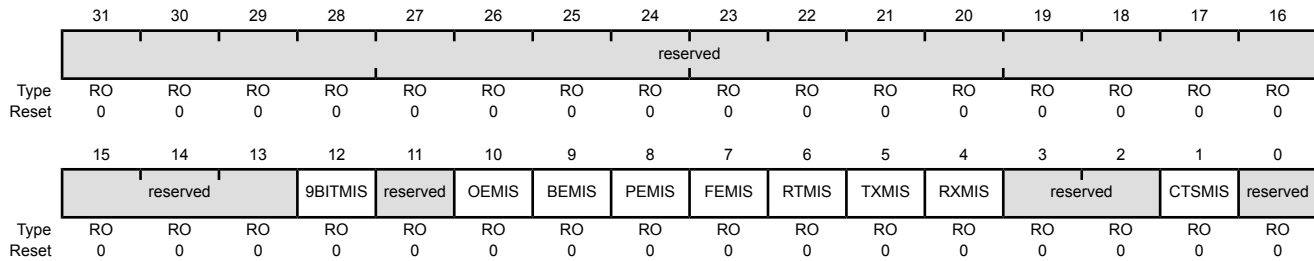 31 30 29 28 27 26 25 24 23 22 21 20 19 18 17 16
reserved
Type RO RO RO RO RO RO RO RO RO RO RO RO RO RO RO RO
Reset 0 0 0 0 0 0 0 0 0 0 0 0 0 0 0 0
15 14 13 12 11 10 9 8 7 6 5 4 3 2 1 0
reserved 9BITMIS reserved OEMIS BEMIS PEMIS FEMIS RTMIS TXMIS RXMIS reserved CTSMIS reserved
Type RO RO RO RO RO RO RO RO RO RO RO RO RO RO RO RO
Reset 0 0 0 0 0 0 0 0 0 0 0 0 0 0 0 0